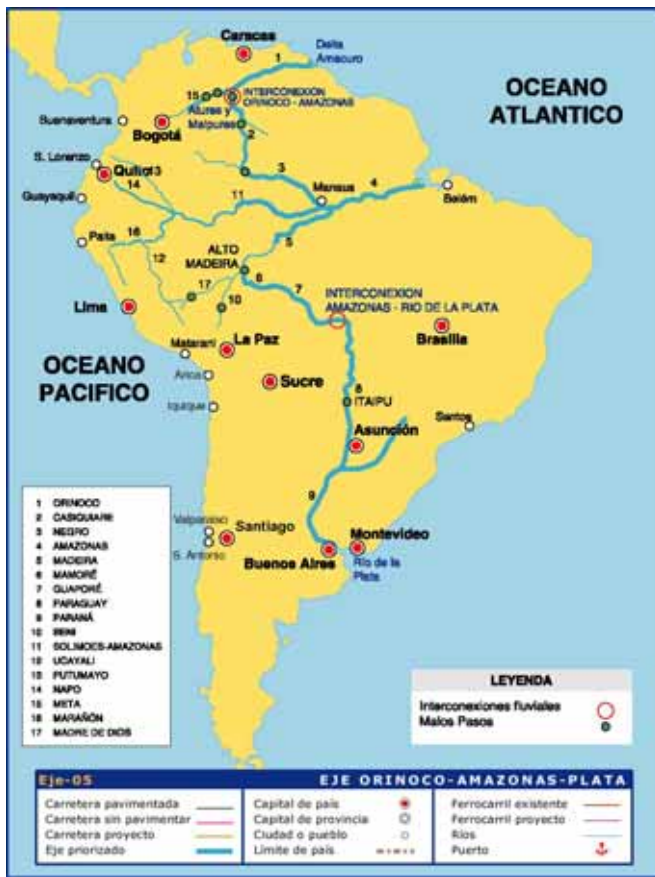 Caracas
1
Delta
Amacuro
OCEANO
ATLANTICO
15
INTERCONEXION
ORINOCO - AMAZONAS
Atures y
Maipures
Buenaventura
Bogotá
2
S. Lorenzo
Quito
13
14
3
Manaus
4
Belém
Guayaquil
11
Paita
16
12
5
ALTO
MADEIRA
6
7
17
10
INTERCONEXION
AMAZONAS - RIO DE LA PLATA
Lima
Brasilia
Matarani
La Paz
OCEANO
PACIFICO
Arica
Sucre
8
ITAIPU
Iquique
Santos
Asunción
9
Valparaiso
Santiago
S. Antonio
Buenos Aires
Montevideo
Río de la
Plata
1 ORINOCO
2 CASIQUIARE
3 NEGRO
4 AMAZONAS
5 MADEIRA
6 MAMORÉ
7 GUAPORÉ
8 PARAGUAY
9 PARANÁ
10 BENI
11 SOLIMOES-AMAZONAS
12 UCAYALI
13 PUTUMAYO
14 NAPO
15 META
16 MARAÑÓN
17 MADRE DE DIOS
LEYENDA
Interconexiones fluviales
Malos Pasos
Eje-05
EJE ORINOCO-AMAZONAS-PLATA
Carretera pavimentada
Carretera sin pavimentar
Carretera proyecto
Eje priorizado
Capital de país
Capital de provincia
Ciudad o pueblo
Límite de país
Ferrocarril existente
Ferrocarril proyecto
Ríos
Puerto